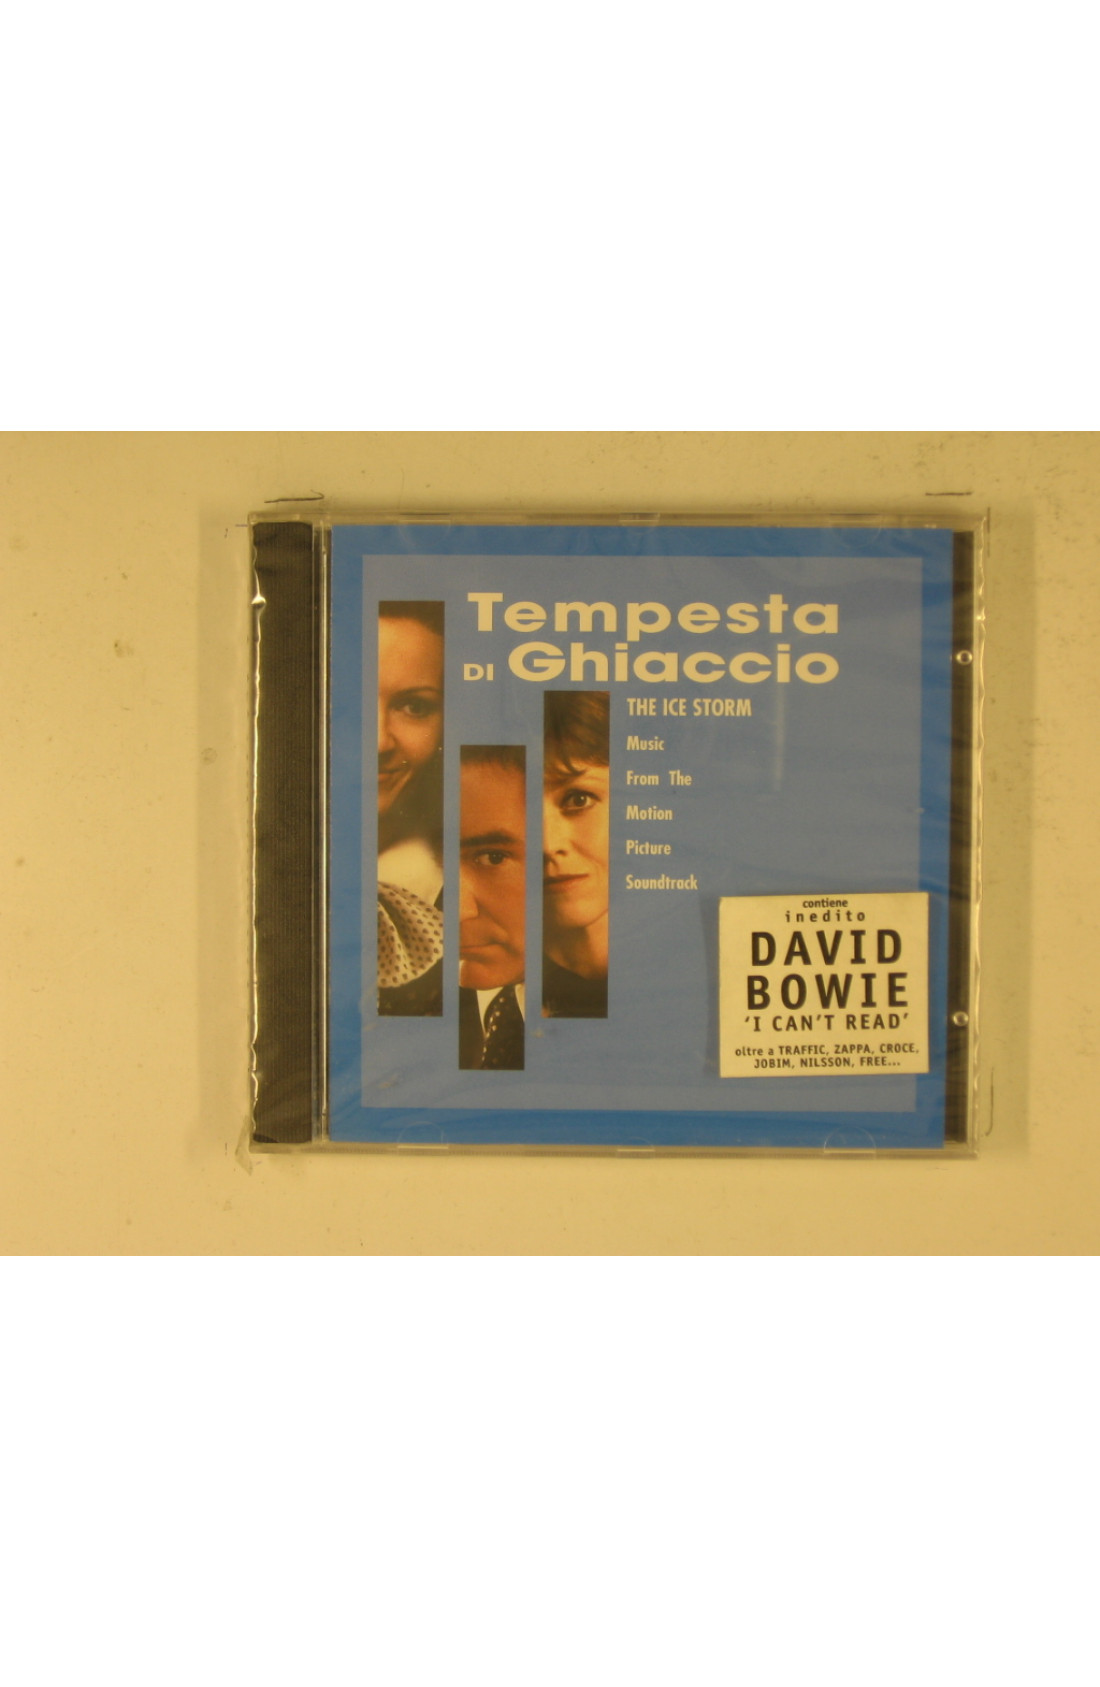 Tempesta
DI Ghiaccio
THE ICE STORM
Music
From The
Motion
Picture
Soundtrack
contiene
inedito
DAVID
BOWIE
'I CAN'T READ'
oltre a TRAFFIC, ZAPPA, CROCE,
JOBIM, NILSSON, FREE...